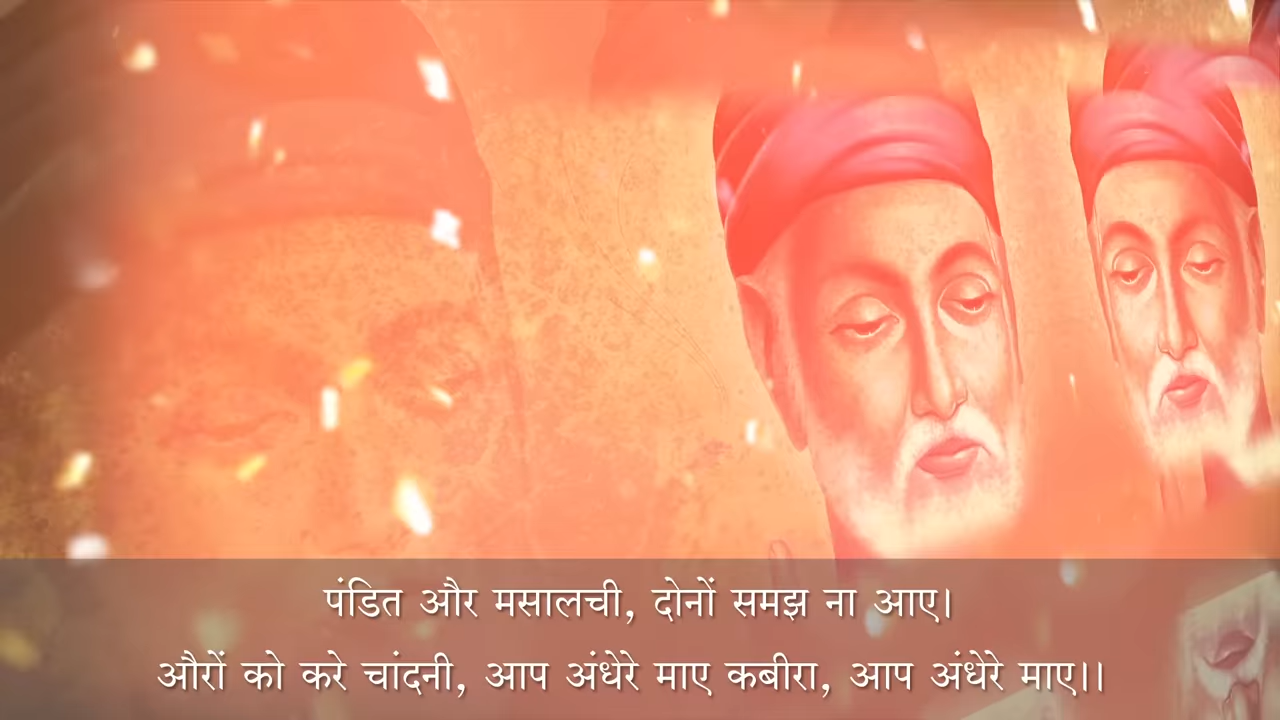 पंडित और मसालची, दोनों समझ ना आए।
औरों को करे चांदनी, आप अंधेरे माए कबीरा, आप अंधेरे माए।।